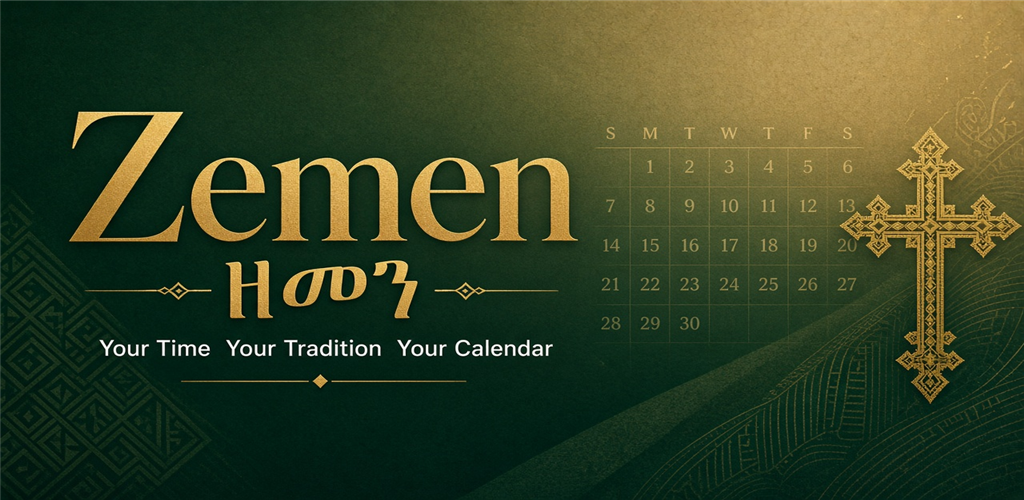 Zemen
ዘመን
Your Time Your Tradition Your Calendar
S M T W T F S
1 2 3 4 5 6
7 8 9 10 11 12 13
14 15 16 17 18 19 20
21 22 23 24 25 26 27
28 29 30